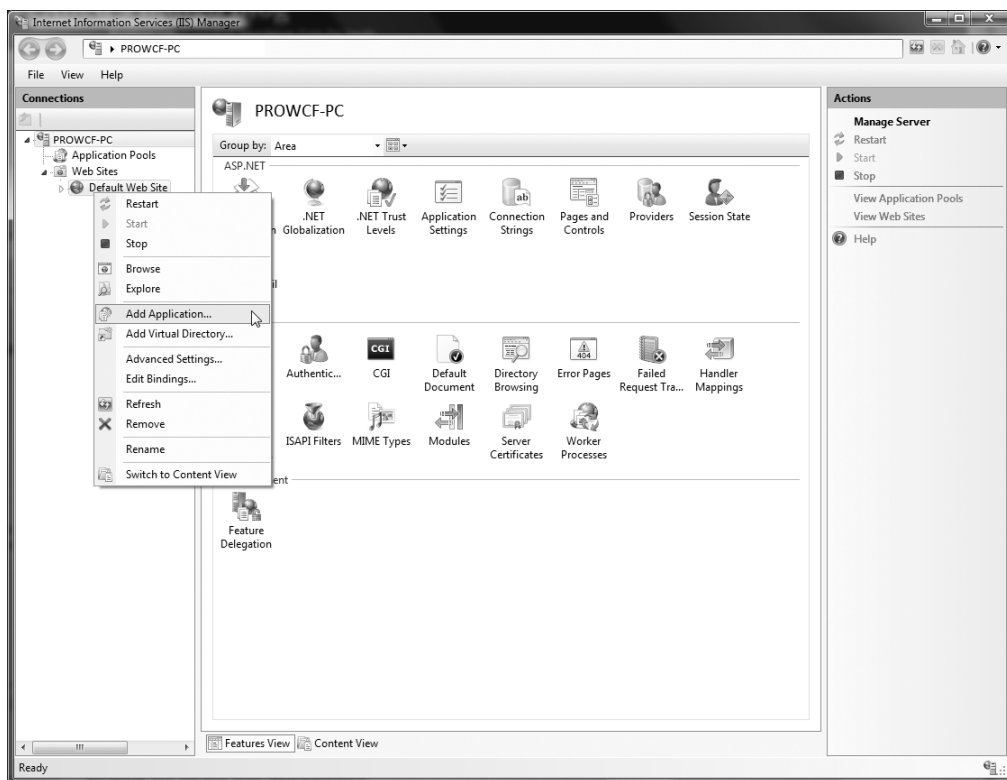 Internet Information Services (IIS) Manager
PROWCF-PC
File View Help
Connections
PROWCF-PC
Application Pools
Web Sites
Default Web Site
Restart
Start
Stop
Browse
Explore
Add Application...
Add Virtual Directory...
Advanced Settings...
Edit Bindings...
Refresh
Remove
Rename
Switch to Content View
PROWCF-PC
Group by: Area
ASP.NET
.NET Globalization
.NET Trust Levels
Application Settings
Connection Strings
Pages and Controls
Providers
Session State
Authentic...
CGI
Default Document
Directory Browsing
Error Pages
404
Failed Request Tra...
Handler Mappings
ISAPI Filters
MIME Types
Modules
Server Certificates
Worker Processes
Feature Delegation
Features View
Content View
Actions
Manage Server
Restart
Start
Stop
View Application Pools
View Web Sites
Help
Ready